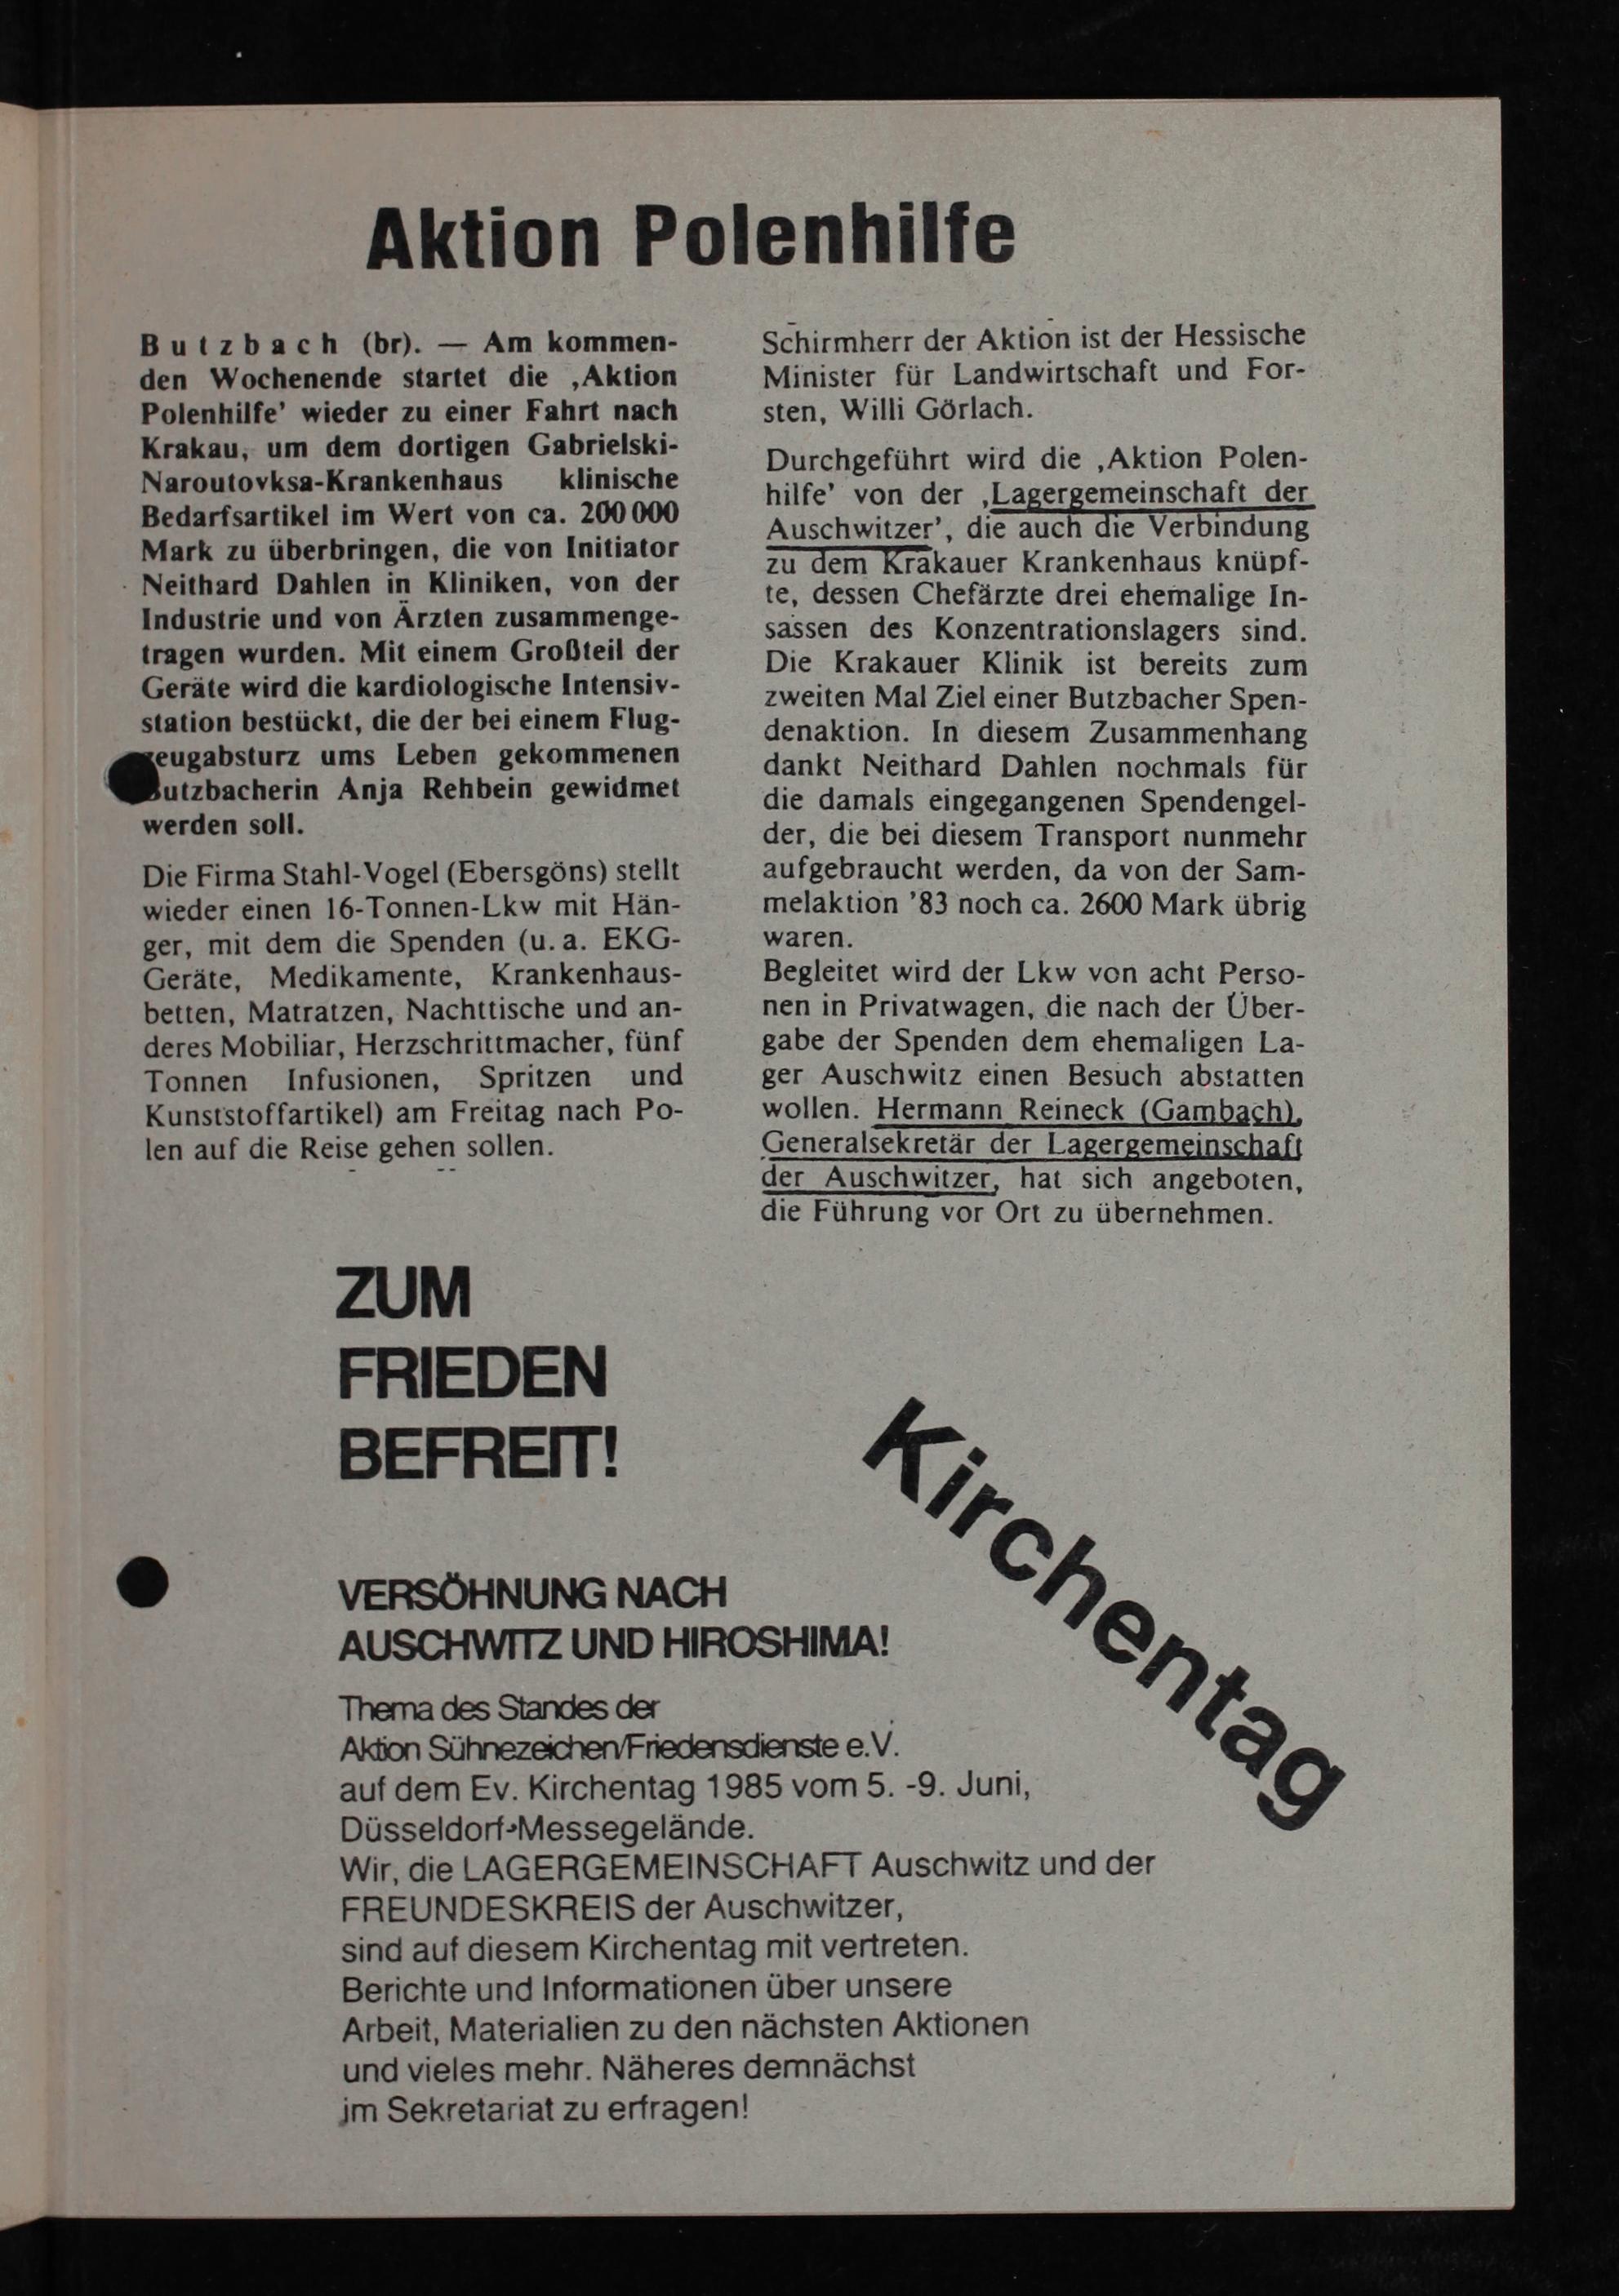 Aktion Polenhilfe
Butzbach (br). — Am kommen-
den Wochenende startet die ‚Aktion
Polenhilfe’ wieder zu einer Fahrt nach
Krakau, um dem dortigen Gabrielski-
Naroutovksa-Krankenhaus klinische
Bedarfsartikel im Wert von ca. 200 000
Mark zu überbringen, die von Initiator
Neithard Dahlen in Kliniken, von der
Industrie und von Ärzten zusammenge-
tragen wurden. Mit einem Großteil der
Geräte wird die kardiologische Intensiv-
station bestückt, die der bei einem Flug-
zeugabsturz ums Leben gekommenen
Butzbacherin Anja Rehbein gewidmet
werden soll.
Die Firma Stahl-Vogel (Ebersgöns) stellt
wieder einen 16-Tonnen-Lkw mit Hän-
ger, mit dem die Spenden (u. a. EKG-
Geräte, Medikamente, Krankenhaus-
betten, Matratzen, Nachttische und an-
deres Mobiliar, Herzschrittmacher, fünf
Tonnen Infusionen, Spritzen und
Kunststoffartikel) am Freitag nach Po-
len auf die Reise gehen sollen.
Schirmherr der Aktion ist der Hessische
Minister für Landwirtschaft und For-
sten, Willi Görlach.
Durchgeführt wird die ‚Aktion Polen-
hilfe’ von der ‚Lagergemeinschaft der
Auschwitzer’, die auch die Verbindung
zu dem Krakauer Krankenhaus knüpf-
te, dessen Chefärzte drei ehemalige In-
sassen des Konzentrationslagers sind.
Die Krakauer Klinik ist bereits zum
zweiten Mal Ziel einer Butzbacher Spen-
denaktion. In diesem Zusammenhang
dankt Neithard Dahlen nochmals für
die damals eingegangenen Spendengel-
der, die bei diesem Transport nunmehr
aufgebraucht werden, da von der Sam-
melaktion ’83 noch ca. 2600 Mark übrig
waren.
Begleitet wird der Lkw von acht Perso-
nen in Privatwagen, die nach der Über-
gabe der Spenden dem ehemaligen La-
ger Auschwitz einen Besuch abstatten
wollen. Hermann Reineck (Gambach),
Generalsekretär der Lagergemeinschaft
der Auschwitzer, hat sich angeboten,
die Führung vor Ort zu übernehmen.
ZUM
FRIEDEN
BEFREIT!
Kirchentag
VERSÖHNUNG NACH
AUSCHWITZ UND HIROSHIMA!
Thema des Standes der
Aktion Sühnezeichen/Friedensdienste e.V.
auf dem Ev. Kirchentag 1985 vom 5. -9. Juni,
Düsseldorf-Messegelände.
Wir, die LAGERGEMEINSCHAFT Auschwitz und der
FREUNDESKREIS der Auschwitzer,
sind auf diesem Kirchentag mit vertreten.
Berichte und Informationen über unsere
Arbeit, Materialien zu den nächsten Aktionen
und vieles mehr. Näheres demnächst
im Sekretariat zu erfragen!